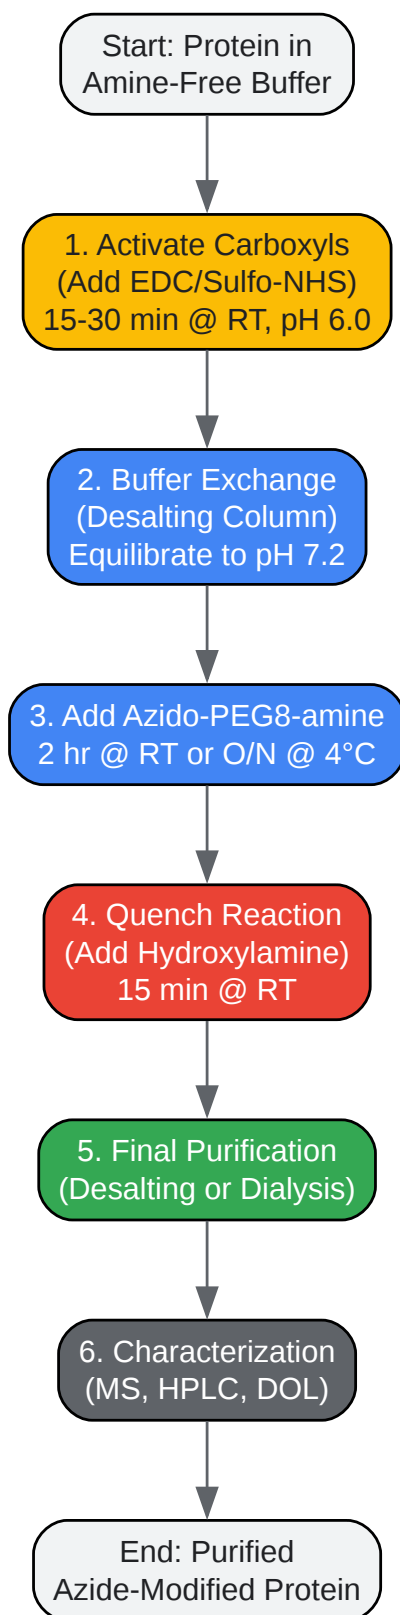 Start: Protein in
Amine-Free Buffer
1. Activate Carboxyls
(Add EDC/Sulfo-NHS)
15-30 min @ RT, pH 6.0
2. Buffer Exchange
(Desalting Column)
Equilibrate to pH 7.2
3. Add Azido-PEG8-amine
2 hr @ RT or O/N @ 4°C
4. Quench Reaction
(Add Hydroxylamine)
15 min @ RT
5. Final Purification
(Desalting or Dialysis)
6. Characterization
(MS, HPLC, DOL)
End: Purified
Azide-Modified Protein